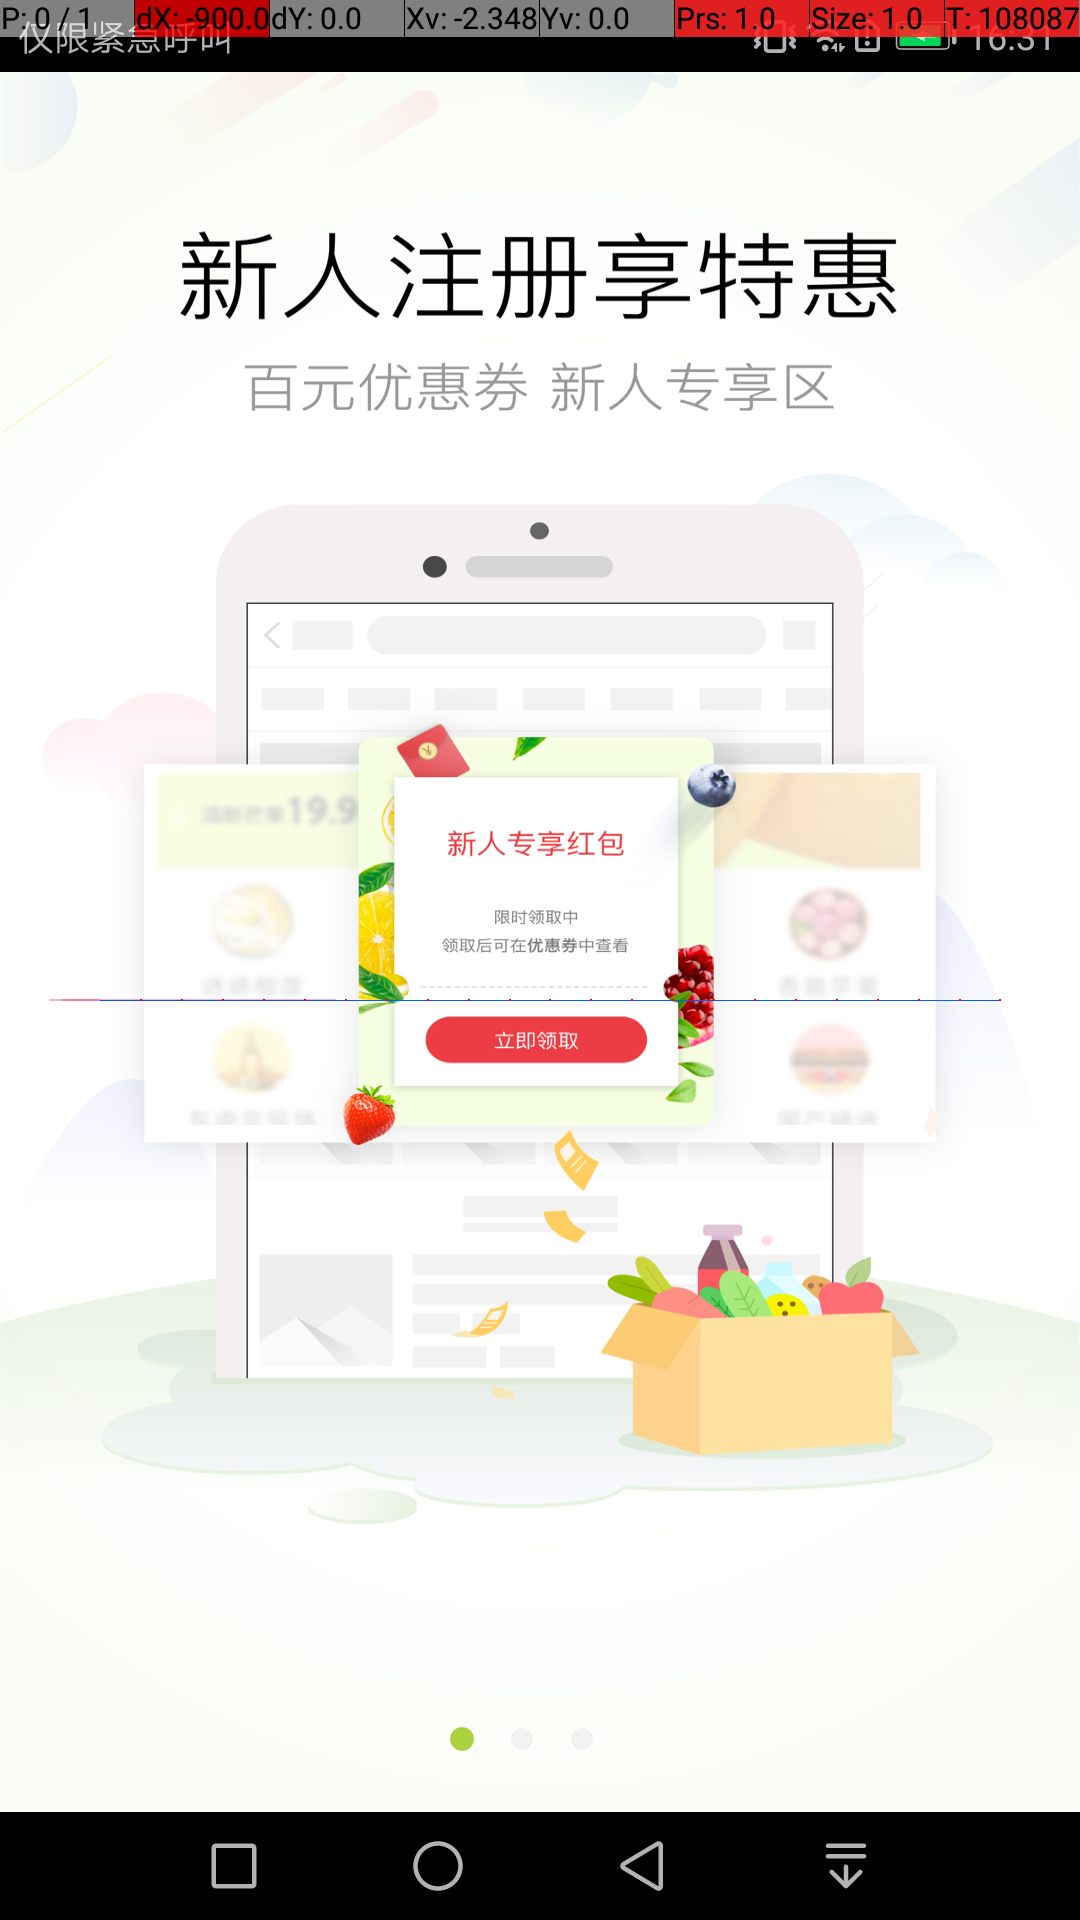 P: 0 / 1 dX: -900.0 dY: 0.0 Xv: -2.348 Yv: 0.0 Prs: 1.0 Size: 1.0 T: 108087
仅限紧急呼叫 16:31
新人注册享特惠
百元优惠券 新人专享区
19.9
新人专享红包
限时领取中
领取后可在优惠券中查看
立即领取